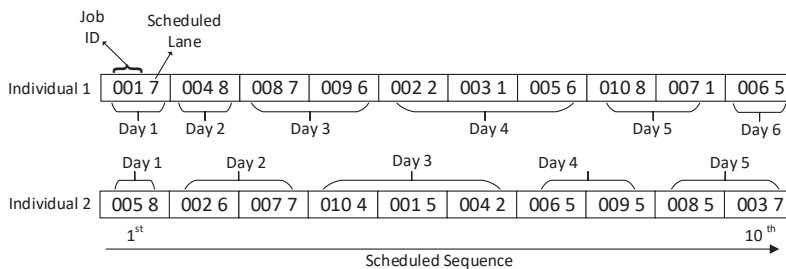 Job
ID
Scheduled
Lane
Individual 1 001 7 004 8 008 7 009 6 002 2 003 1 005 6 010 8 007 1 006 5
Day 1 Day 2 Day 3 Day 4 Day 5 Day 6
Day 1 Day 2 Day 3 Day 4 Day 5
Individual 2 005 8 002 6 007 7 010 4 001 5 004 2 006 5 009 5 008 5 003 7
1st 10th
Scheduled Sequence